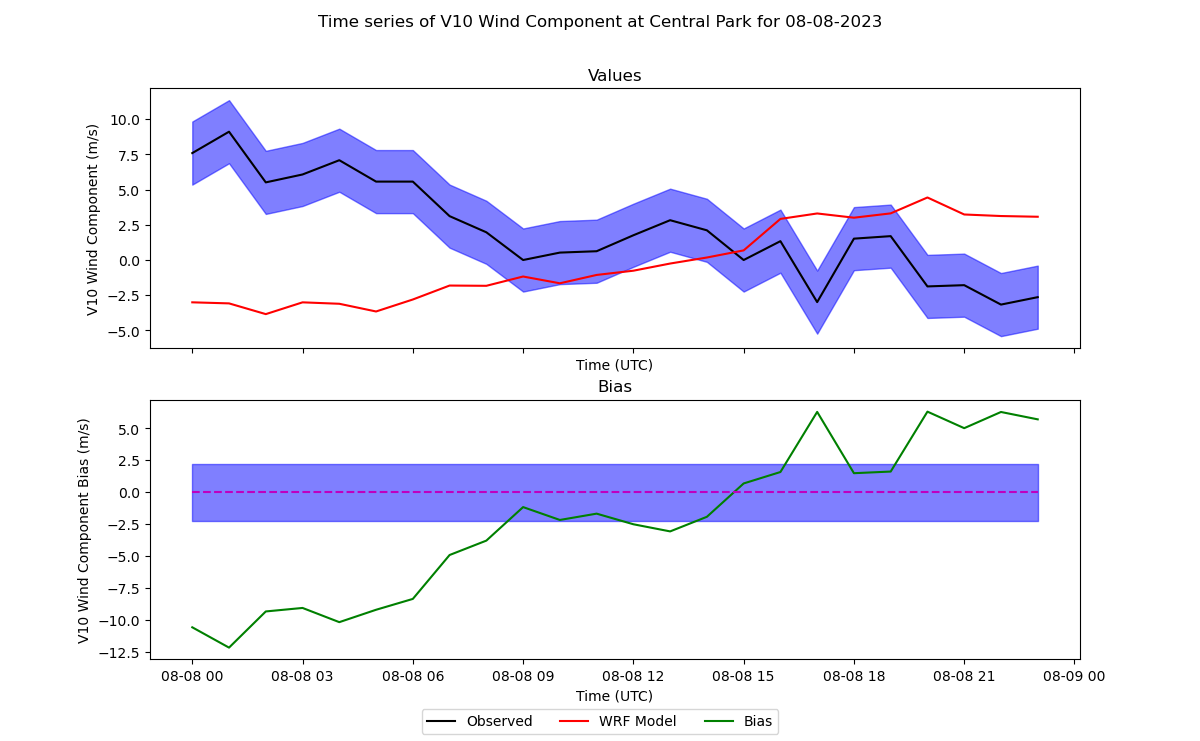 Time series of V10 Wind Component at Central Park for 08-08-2023
Values
V10 Wind Component (m/s)
10.0
7.5
5.0
2.5
0.0
−2.5
−5.0
Time (UTC)
Bias
V10 Wind Component Bias (m/s)
5.0
2.5
0.0
−2.5
−5.0
−7.5
−10.0
−12.5
08-08 00 08-08 03 08-08 06 08-08 09 08-08 12 08-08 15 08-08 18 08-08 21 08-09 00
Time (UTC)
Observed WRF Model Bias